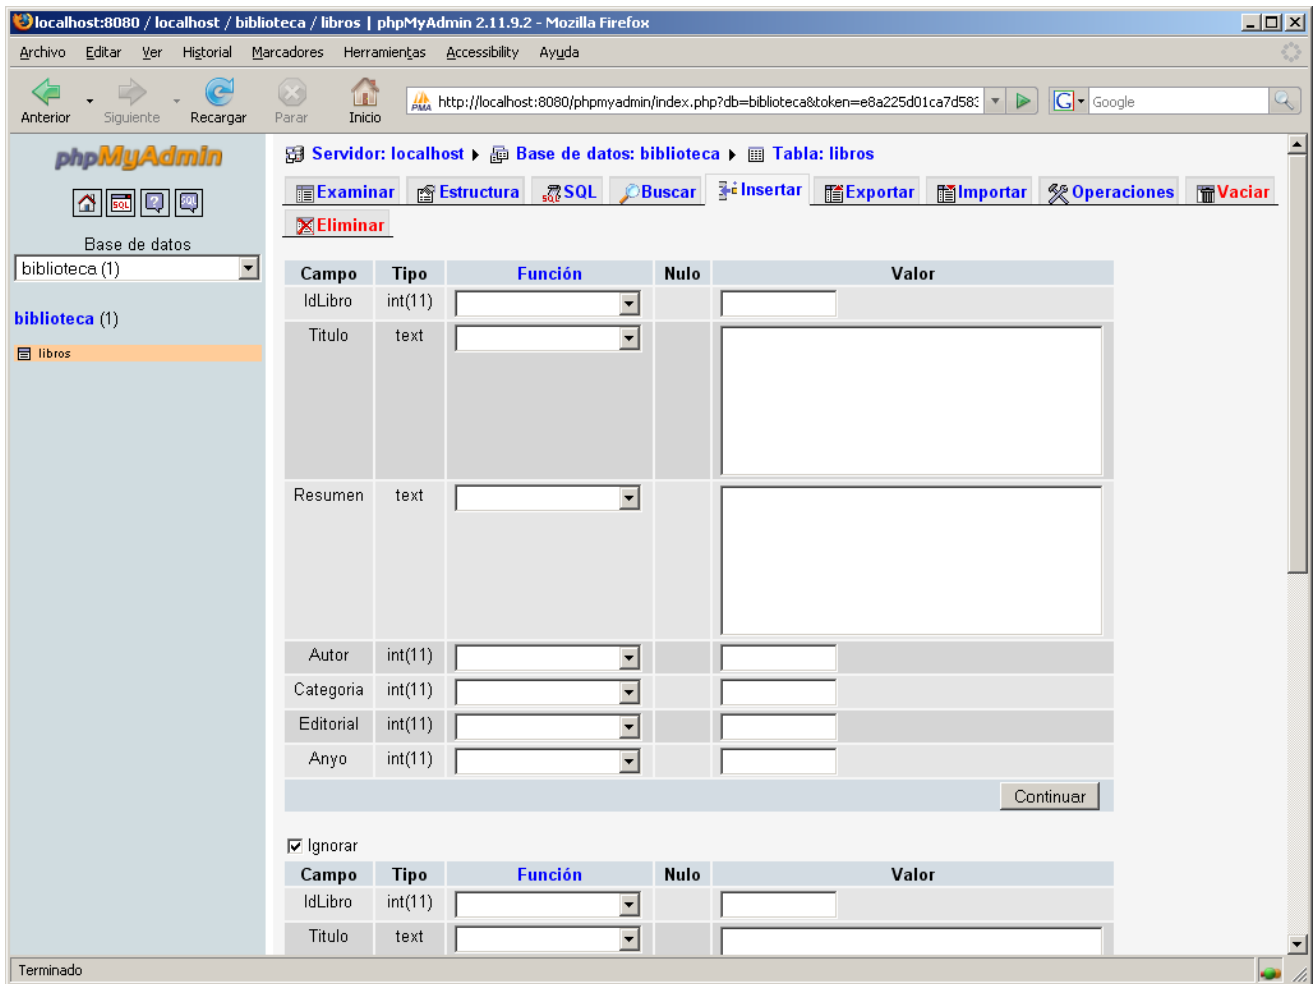 localhost:8080 / localhost / biblioteca / libros | phpMyAdmin 2.11.9.2 - Mozilla Firefox
Archivo Editar Ver Historial Marcadores Herramientas Accessibility Ayuda
Anterior Siguiente Recargar Parar Inicio PMA http://localhost:8080/phpmyadmin/index.php?db=biblioteca&token=e8a225d01ca7d583 G Google
phpMyAdmin
SQL ? SQL
Base de datos
biblioteca (1)
biblioteca (1)
libros
Servidor: localhost Base de datos: biblioteca Tabla: libros
Examinar Estructura SQL Buscar Insertar Exportar Importar Operaciones Vaciar
Eliminar
Campo Tipo Función Nulo Valor
IdLibro int(11)
Titulo text
Resumen text
Autor int(11)
Categoria int(11)
Editorial int(11)
Anyo int(11)
Continuar
Ignorar
Campo Tipo Función Nulo Valor
IdLibro int(11)
Titulo text
Terminado